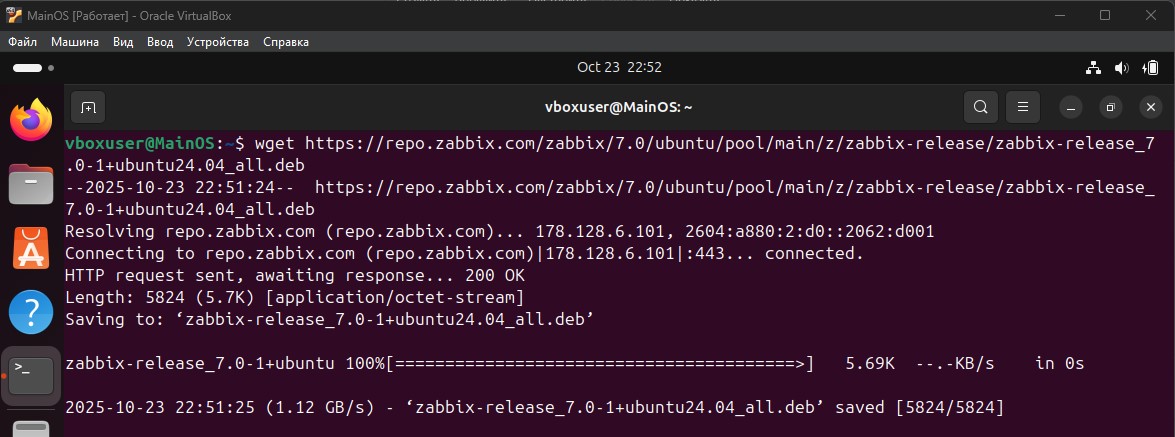 MainOS [Работает] - Oracle VirtualBox
Файл Машина Вид Ввод Устройства Справка
Oct 23 22:52
vboxuser@MainOS: ~
vboxuser@MainOS:~$ wget https://repo.zabbix.com/zabbix/7.0/ubuntu/pool/main/z/zabbix-release/zabbix-release_7
.0-1+ubuntu24.04_all.deb
--2025-10-23 22:51:24-- https://repo.zabbix.com/zabbix/7.0/ubuntu/pool/main/z/zabbix-release/zabbix-release_
7.0-1+ubuntu24.04_all.deb
Resolving repo.zabbix.com (repo.zabbix.com)... 178.128.6.101, 2604:a880:2:d0::2062:d001
Connecting to repo.zabbix.com (repo.zabbix.com)|178.128.6.101|:443... connected.
HTTP request sent, awaiting response... 200 OK
Length: 5824 (5.7K) [application/octet-stream]
Saving to: ‘zabbix-release_7.0-1+ubuntu24.04_all.deb’
zabbix-release_7.0-1+ubuntu 100%[========================================>] 5.69K --.-KB/s in 0s
2025-10-23 22:51:25 (1.12 GB/s) - ‘zabbix-release_7.0-1+ubuntu24.04_all.deb’ saved [5824/5824]